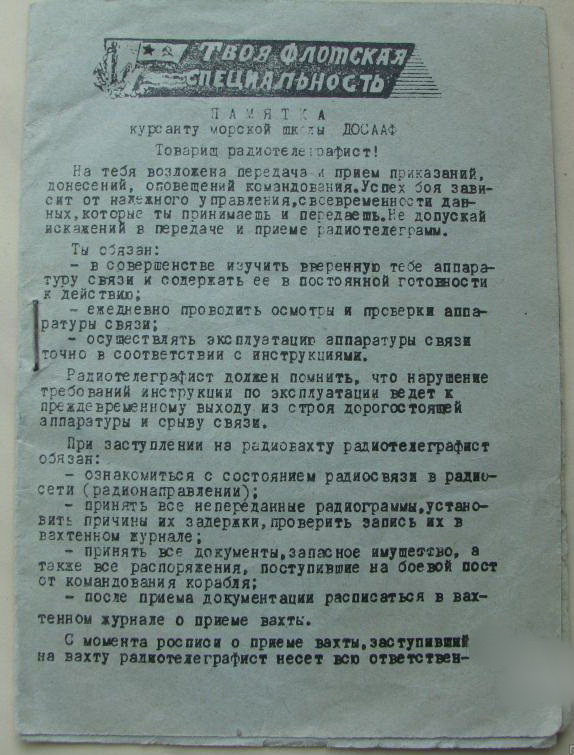 ТВОЯ ФЛОТСКАЯ
СПЕЦИАЛЬНОСТЬ
ПАМЯТКА
курсанту морской школы ДОСААФ
Товарищ радиотелеграфист!
На тебя возложена передача и прием приказаний,
донесений, оповещений командования.Успех боя зави-
сит от надежного управления,своевременности дан-
ных,которые ты принимаешь и передаешь.Не допускай
искажений в передаче и приеме радиотелеграмм.
Ты обязан:
- в совершенстве изучить вверенную тебе аппара-
туру связи и содержать ее в постоянной готовности
к действию;
- ежедневно проводить осмотры и проверки аппа-
ратуры связи;
- осуществлять эксплуатацию аппаратуры связи
точно в соответствии с инструкциями.
Радиотелеграфист должен помнить, что нарушение
требований инструкции по эксплуатации ведет к
преждевременному выходу из строя дорогостоящей
аппаратуры и срыву связи.
При заступлении на радиовахту радиотелеграфист
обязан:
- ознакомиться с состоянием радиосвязи в радио-
сети (радионаправлении);
- принять все непереданные радиограммы,устано-
вить причины их задержки,проверить запись их в
вахтенном журнале;
- принять все документы,запасное имущество, а
также все распоряжения, поступившие на боевой пост
от командования корабля;
- после приема документации расписаться в вах-
тенном журнале о приеме вахты.
С момента росписи о приеме вахты,заступивший
на вахту радиотелеграфист несет всю ответствен-